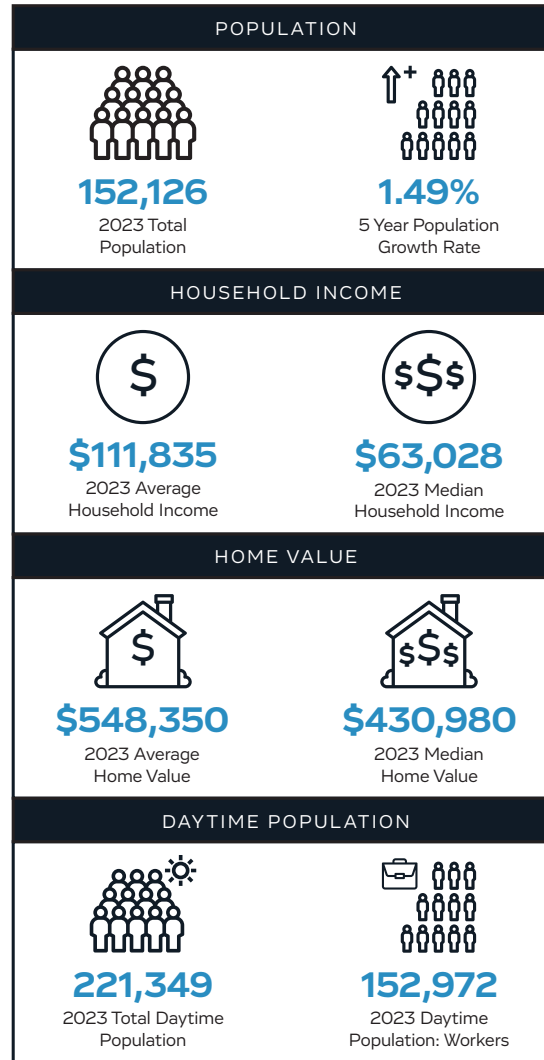 POPULATION
152,126
2023 Total
Population
1.49%
5 Year Population
Growth Rate
HOUSEHOLD INCOME
$
$111,835
2023 Average
Household Income
$$$
$63,028
2023 Median
Household Income
HOME VALUE
$
$548,350
2023 Average
Home Value
$$$
$430,980
2023 Median
Home Value
DAYTIME POPULATION
221,349
2023 Total Daytime
Population
152,972
2023 Daytime
Population: Workers